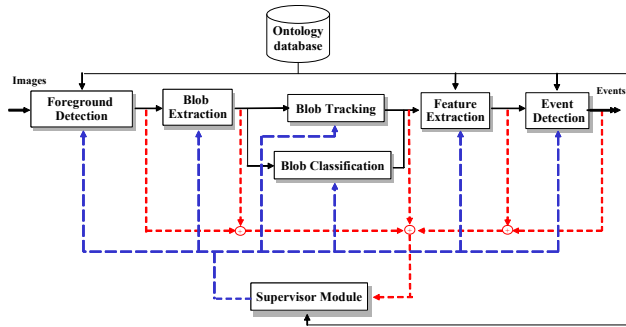 Ontology
database
Images
Foreground
Detection
Blob
Extraction
Blob Tracking
Blob Classification
Feature
Extraction
Event
Detection
Events
Supervisor Module